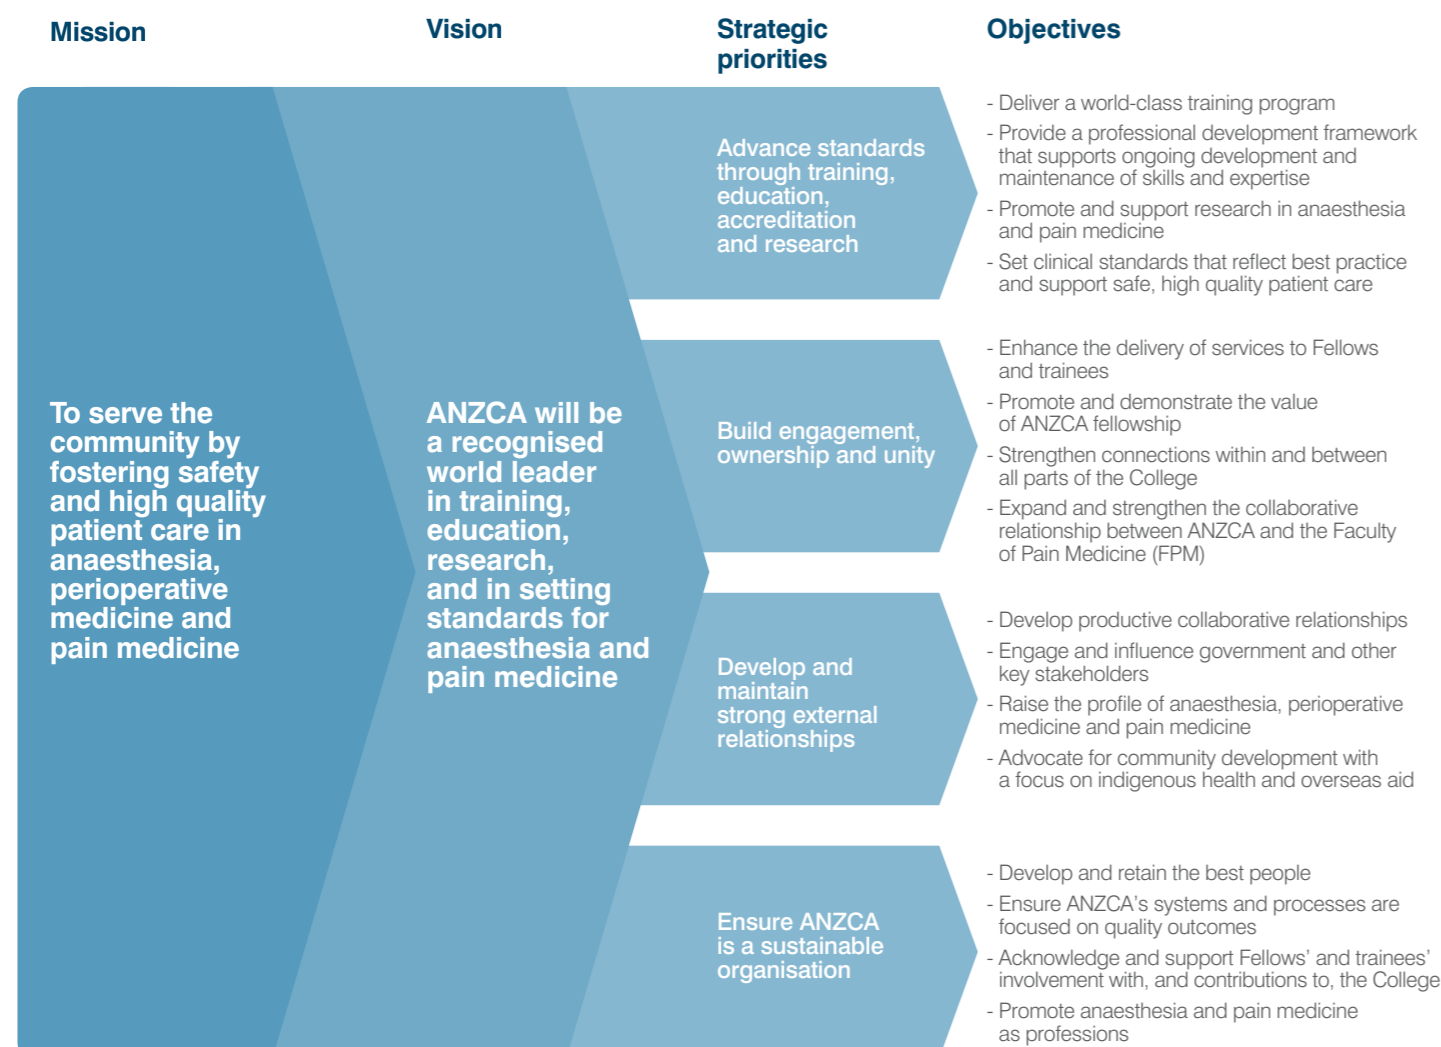 Mission
Vision
Strategic
priorities
Objectives
To serve the
community by
fostering safety
and high quality
patient care in
anaesthesia,
perioperative
medicine and
pain medicine
ANZCA will be
a recognised
world leader
in training,
education,
research,
and in setting
standards for
anaesthesia and
pain medicine
Advance standards
through training,
education,
accreditation
and research
- Deliver a world-class training program
- Provide a professional development framework
that supports ongoing development and
maintenance of skills and expertise
- Promote and support research in anaesthesia
and pain medicine
- Set clinical standards that reflect best practice
and support safe, high quality patient care
Build engagement,
ownership and unity
- Enhance the delivery of services to Fellows
and trainees
- Promote and demonstrate the value
of ANZCA fellowship
- Strengthen connections within and between
all parts of the College
- Expand and strengthen the collaborative
relationship between ANZCA and the Faculty
of Pain Medicine (FPM)
Develop and
maintain
strong external
relationships
- Develop productive collaborative relationships
- Engage and influence government and other
key stakeholders
- Raise the profile of anaesthesia, perioperative
medicine and pain medicine
- Advocate for community development with
a focus on indigenous health and overseas aid
Ensure ANZCA
is a sustainable
organisation
- Develop and retain the best people
- Ensure ANZCA's systems and processes are
focused on quality outcomes
- Acknowledge and support Fellows' and trainees'
involvement with, and contributions to, the College
- Promote anaesthesia and pain medicine
as professions